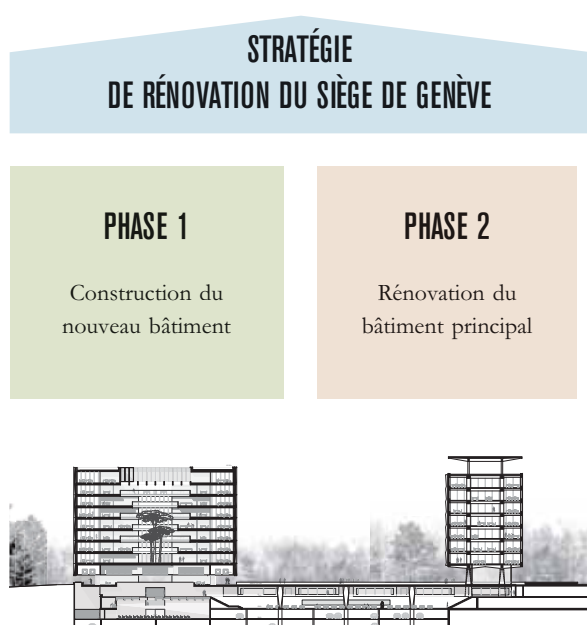 STRATÉGIE
DE RÉNOVATION DU SIÈGE DE GENÈVE
PHASE 1
Construction du
nouveau bâtiment
PHASE 2
Rénovation du
bâtiment principal